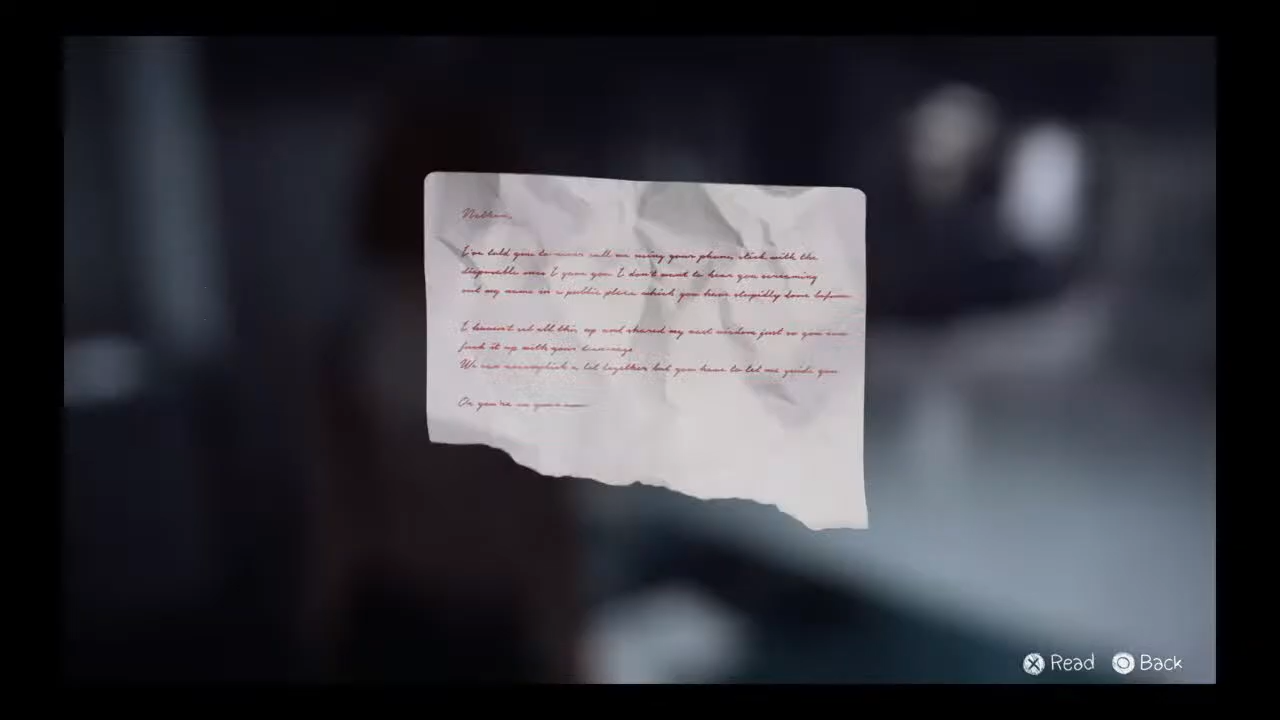 Nathan,
I've told you to never call me using your phone, stick with the
disposable ones I gave you. I don't want to hear you screaming
out my name in a public place which you have stupidly done before
I haven't set all this up and shared my vast wisdom just so you can
fuck it up with your
We can accomplish a lot together but you have to let me guide you
Or you're on your
Read
Back